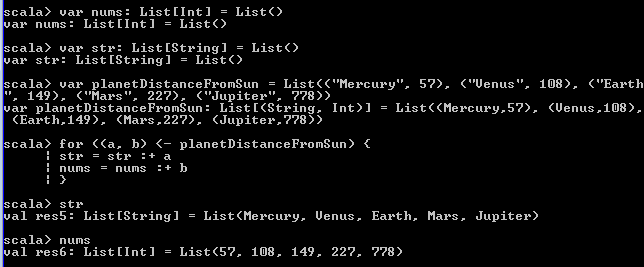 scala> var nums: List[Int] = List()
var nums: List[Int] = List()
scala> var str: List[String] = List()
var str: List[String] = List()
scala> var planetDistanceFromSun = List(("Mercury", 57), ("Venus", 108), ("Earth
", 149), ("Mars", 227), ("Jupiter", 778))
var planetDistanceFromSun: List[(String, Int)] = List((Mercury,57), (Venus,108),
(Earth,149), (Mars,227), (Jupiter,778))
scala> for ((a, b) <- planetDistanceFromSun) {
| str = str :+ a
| nums = nums :+ b
| }
scala> str
val res5: List[String] = List(Mercury, Venus, Earth, Mars, Jupiter)
scala> nums
val res6: List[Int] = List(57, 108, 149, 227, 778)